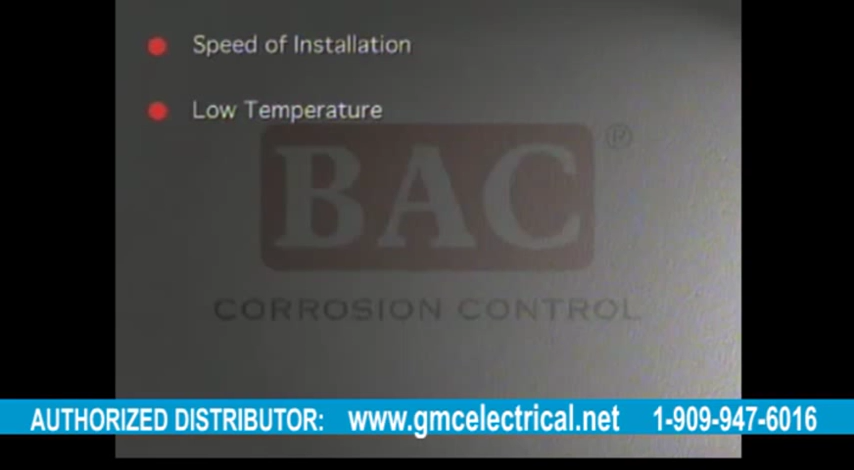 Speed of Installation
Low Temperature
BAC®
CORROSION CONTROL
AUTHORIZED DISTRIBUTOR: www.gmcelectrical.net 1-909-947-6016